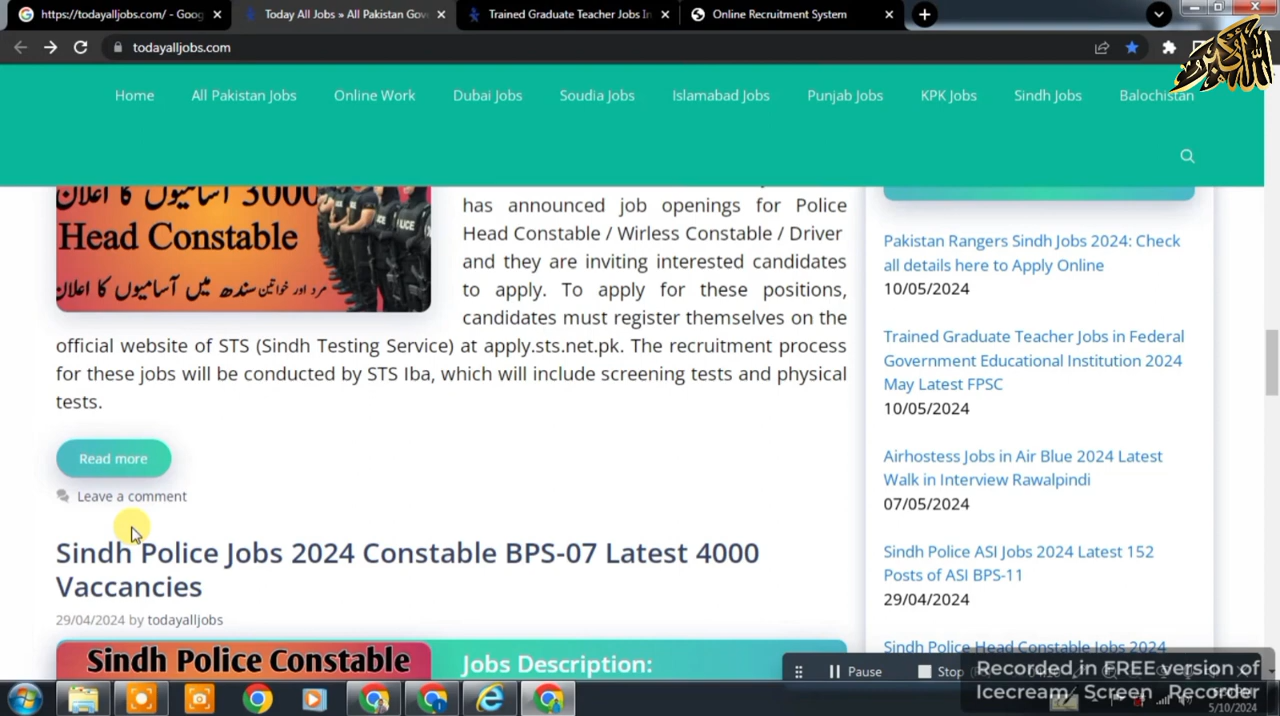 https://todayalljobs.com/ - Goog
Today All Jobs » All Pakistan Gov
Trained Graduate Teacher Jobs In
Online Recruitment System
todayalljobs.com
الله أكبر
Home
All Pakistan Jobs
Online Work
Dubai Jobs
Soudia Jobs
Islamabad Jobs
Punjab Jobs
KPK Jobs
Sindh Jobs
Balochistan
3000 آسامیوں کا اعلان
Head Constable
مرد اور خواتین سندھ میں آسامیوں کا اعلان
has announced job openings for Police
Head Constable / Wirless Constable / Driver
and they are inviting interested candidates
to apply. To apply for these positions,
candidates must register themselves on the
official website of STS (Sindh Testing Service) at apply.sts.net.pk. The recruitment process
for these jobs will be conducted by STS Iba, which will include screening tests and physical
tests.
Read more
Leave a comment
Sindh Police Jobs 2024 Constable BPS-07 Latest 4000
Vaccancies
29/04/2024 by todayalljobs
Sindh Police Constable
Jobs Description:
Pakistan Rangers Sindh Jobs 2024: Check
all details here to Apply Online
10/05/2024
Trained Graduate Teacher Jobs in Federal
Government Educational Institution 2024
May Latest FPSC
10/05/2024
Airhostess Jobs in Air Blue 2024 Latest
Walk in Interview Rawalpindi
07/05/2024
Sindh Police ASI Jobs 2024 Latest 152
Posts of ASI BPS-11
29/04/2024
Sindh Police Head Constable Jobs 2024
Pause
Stop
Recorded in FREE version of
Icecream Screen Recorder
5/10/2024